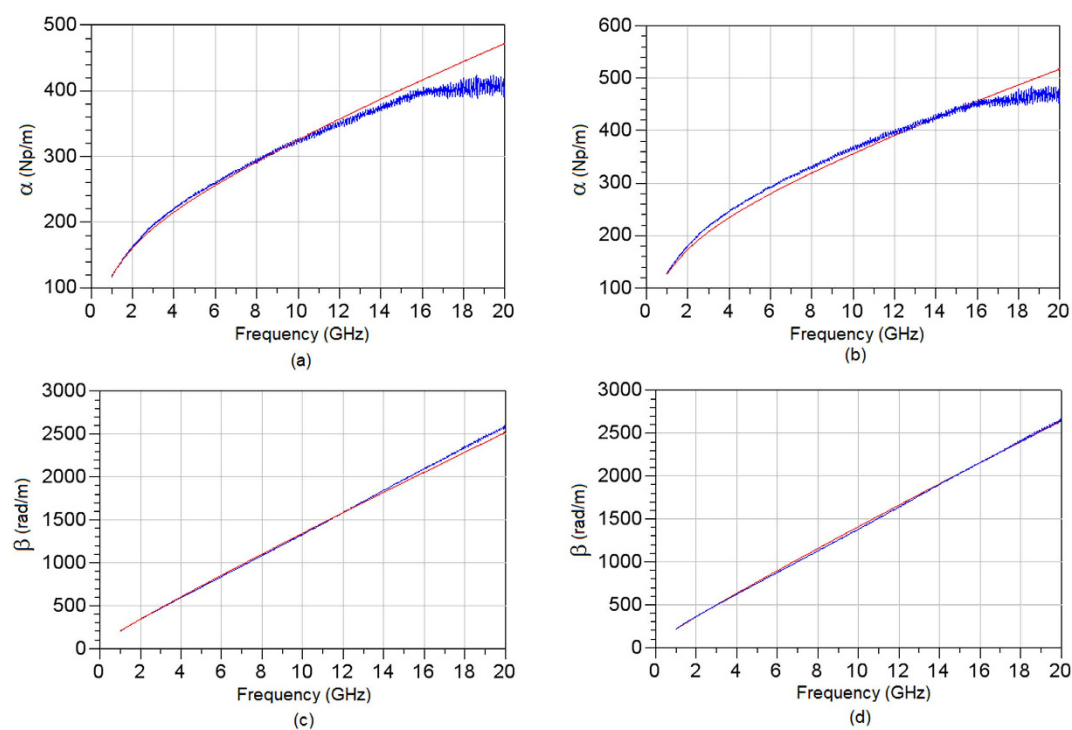 500
400
300
200
100
α (Np/m)
0 2 4 6 8 10 12 14 16 18 20
Frequency (GHz)
(a)
600
500
400
300
200
100
α (Np/m)
0 2 4 6 8 10 12 14 16 18 20
Frequency (GHz)
(b)
3000
2500
2000
1500
1000
500
0
β (rad/m)
0 2 4 6 8 10 12 14 16 18 20
Frequency (GHz)
(c)
3000
2500
2000
1500
1000
500
0
β (rad/m)
0 2 4 6 8 10 12 14 16 18 20
Frequency (GHz)
(d)